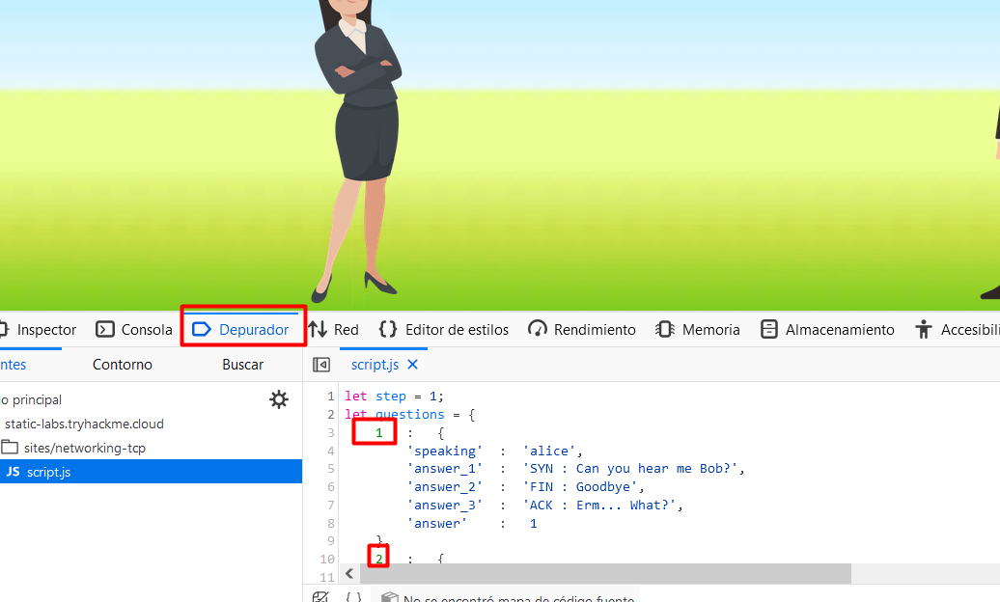 Inspector Consola Depurador Red Editor de estilos Rendimiento Memoria Almacenamiento Accesibili
ntes Contorno Buscar script.js
o principal
static-labs.tryhackme.cloud
sites/networking-tcp
JS script.js
1 let step = 1;
2 let questions = {
3 1 : {
4 'speaking' : 'alice',
5 'answer_1' : 'SYN : Can you hear me Bob?',
6 'answer_2' : 'FIN : Goodbye',
7 'answer_3' : 'ACK : Erm... What?',
8 'answer' : 1
9 },
10 2 : {
11
{ } No se encontró mapa de código fuente